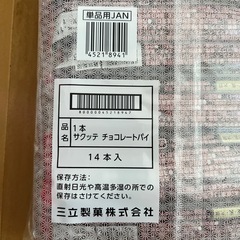 単品用JAN
45218941
品名
1本
サクッテ チョコレートパイ
14本入
保存方法:
直射日光や高温多湿の所での
保存はさけてください。
三立製菓株式会社